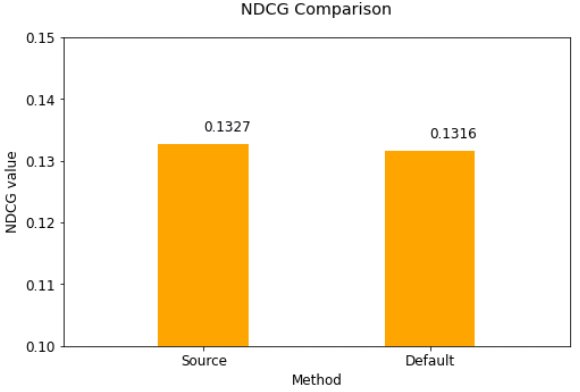 NDCG Comparison
0.15
0.14
0.13
0.12
0.11
0.10
NDCG value
0.1327
0.1316
Source
Default
Method